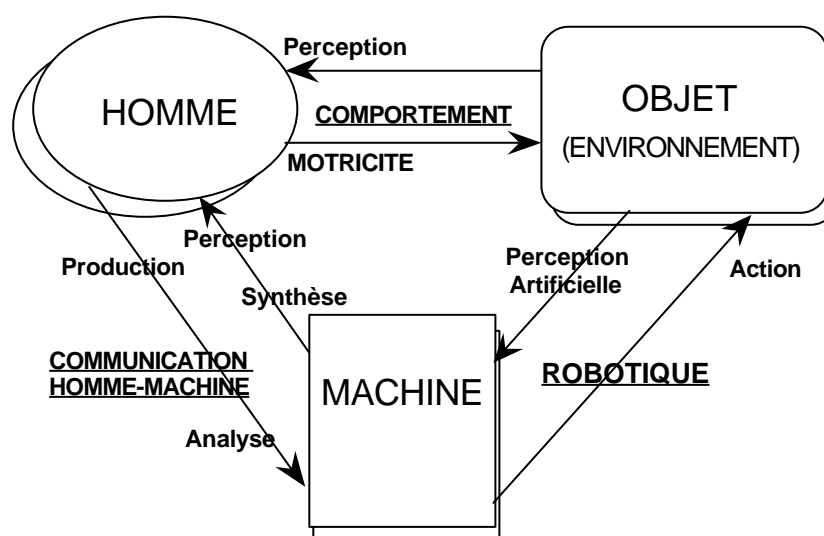 Perception
HOMME
COMPORTEMENT
MOTRICITE
OBJET
(ENVIRONNEMENT)
Perception
Production
Synthèse
Perception
Artificielle
Action
COMMUNICATION
HOMME-MACHINE
MACHINE
ROBOTIQUE
Analyse